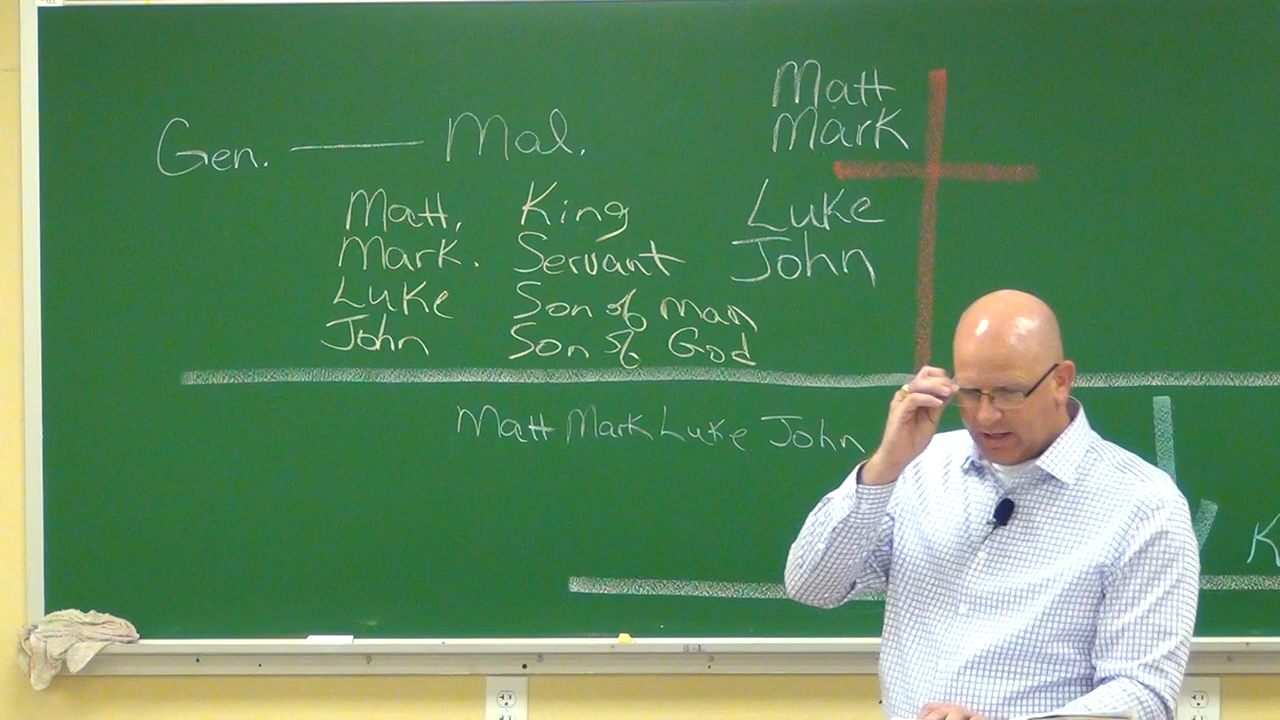 Matt
Mark
Gen. — Mal.
Matt. King
Luke
Mark. Servant
John
Luke Son of Man
John Son of God
Matt Mark Luke John
K